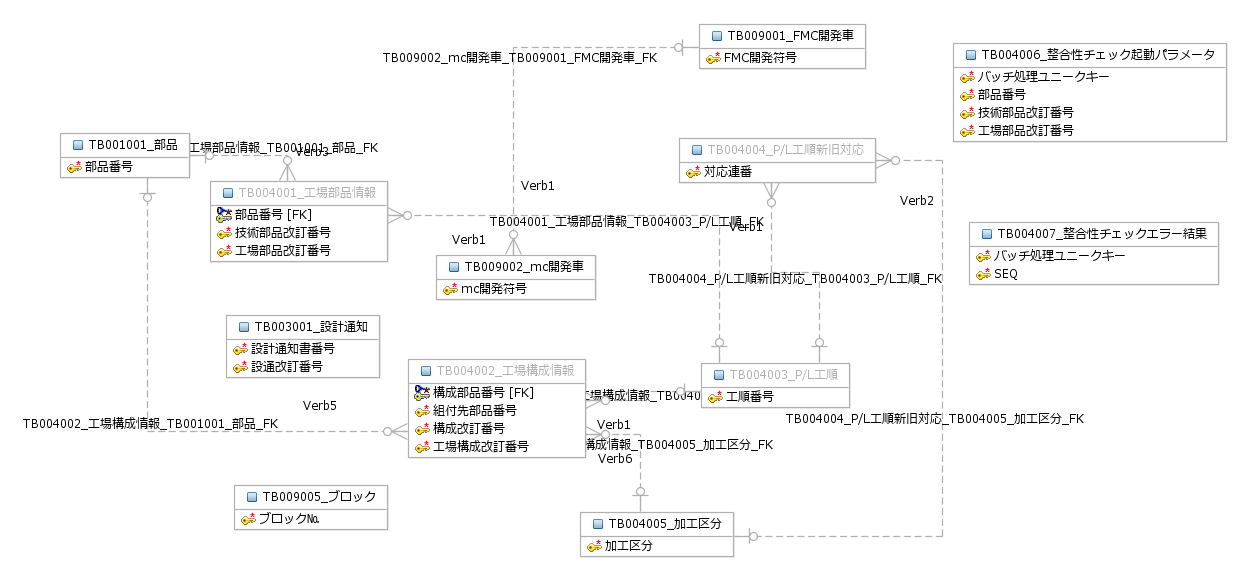 TB009001_FMC開発車
FMC開発符号
TB009002_mc開発車_TB009001_FMC開発車_FK
TB004006_整合性チェック起動パラメータ
バッチ処理ユニークキー
部品番号
技術部品改訂番号
工場部品改訂番号
TB001001_部品
部品番号
工場部品情報_TB001001_部品_FK
Verb3
TB004004_P/L工順新旧対応
対応連番
TB004001_工場部品情報
部品番号 [FK]
技術部品改訂番号
工場部品改訂番号
Verb1
Verb2
TB004001_工場部品情報_TB004003_P/L工順_FK
Verb1
Verb1
TB009002_mc開発車
mc開発符号
TB004007_整合性チェックエラー結果
バッチ処理ユニークキー
SEQ
TB004004_P/L工順新旧対応_TB004003_P/L工順_FK
TB003001_設計通知
設計通知書番号
設通改訂番号
TB004002_工場構成情報
構成部品番号 [FK]
組付先部品番号
構成改訂番号
工場構成改訂番号
TB004003_P/L工順
工順番号
工場構成情報_TB004
Verb5
TB004002_工場構成情報_TB001001_部品_FK
TB004004_P/L工順新旧対応_TB004005_加工区分_FK
Verb1
構成情報_TB004005_加工区分_FK
Verb6
TB009005_ブロック
ブロック№
TB004005_加工区分
加工区分